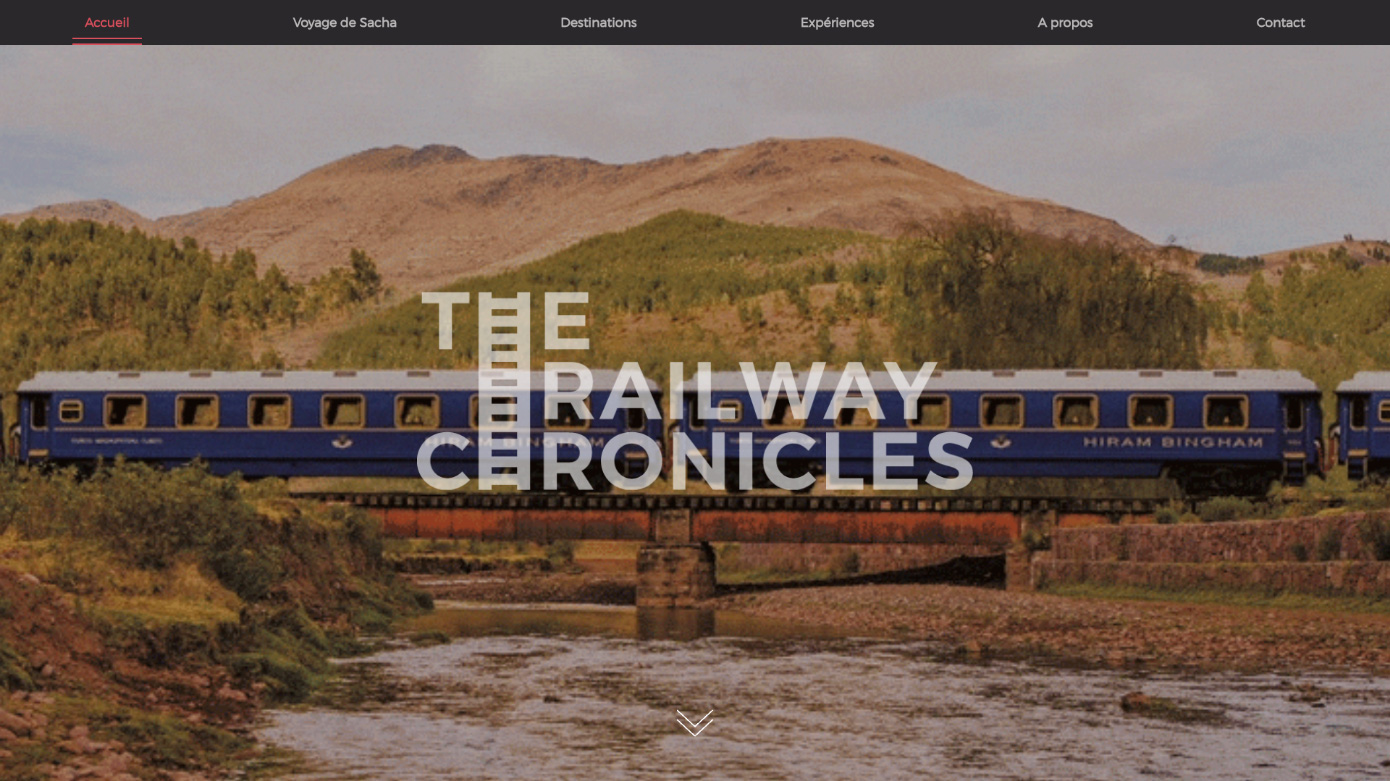 Accueil
Voyage de Sacha
Destinations
Expériences
A propos
Contact
THE
RAILWAY
CHRONICLES
HIRAM BINGHAM
HIRAM BINGHAM